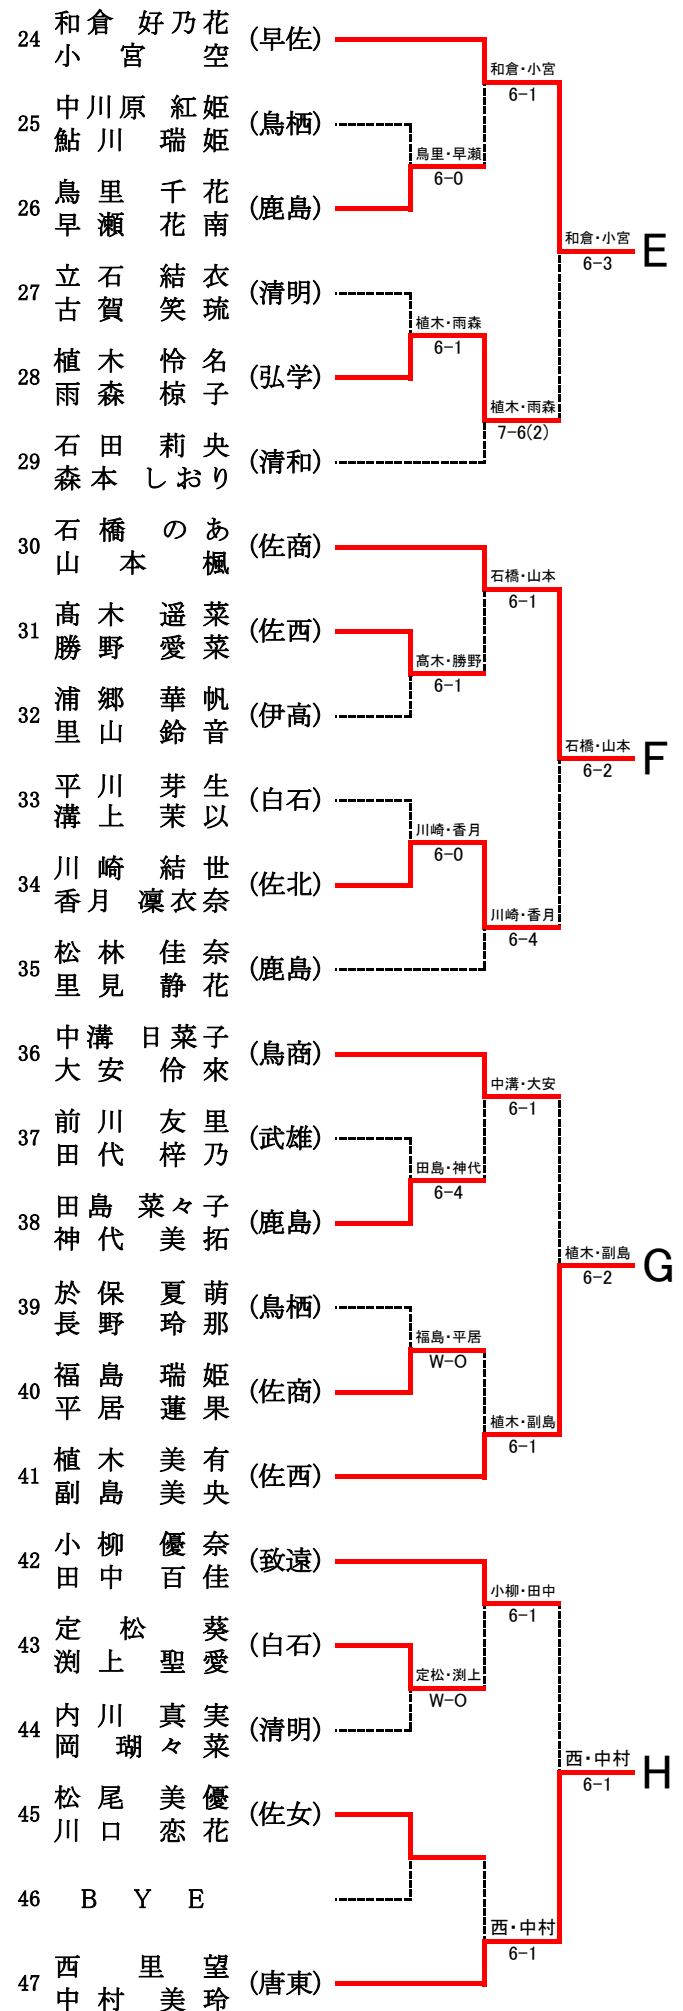 24 和倉 好乃花 (早佐)
小宮 空
和倉・小宮
6-1
25 中川原 紅姫 (鳥栖)
鮎川 瑞姫
鳥里・早瀬
6-0
26 鳥里 千花 (鹿島)
早瀬 花南
和倉・小宮 E
6-3
27 立石 結衣 (清明)
古賀 笑琉
植木・雨森
6-1
28 植木 怜名 (弘学)
雨森 椋子
植木・雨森
7-6(2)
29 石田 莉央 (清和)
森本 しおり
30 石橋 のあ (佐商)
山本 楓
石橋・山本
6-1
31 髙木 遥菜 (佐西)
勝野 愛菜
髙木・勝野
6-1
32 浦郷 華帆 (伊高)
里山 鈴音
石橋・山本 F
6-2
33 平川 芽生 (白石)
溝上 茉以
川崎・香月
6-0
34 川崎 結世 (佐北)
香月 凜衣奈
川崎・香月
6-4
35 松林 佳奈 (鹿島)
里見 静花
36 中溝 日菜子 (鳥商)
大安 伶來
中溝・大安
6-1
37 前川 友里 (武雄)
田代 梓乃
田島・神代
6-4
38 田島 菜々子 (鹿島)
神代 美拓
植木・副島 G
6-2
39 於保 夏萌 (鳥栖)
長野 玲那
福島・平居
W-O
40 福島 瑞姫 (佐商)
平居 蓮果
植木・副島
6-1
41 植木 美有 (佐西)
副島 美央
42 小柳 優奈 (致遠)
田中 百佳
小柳・田中
6-1
43 定松 葵 (白石)
渕上 聖愛
定松・渕上
W-O
44 内川 真実 (清明)
岡 瑚々菜
西・中村 H
6-1
45 松尾 美優 (佐女)
川口 恋花
46 BYE
西・中村
6-1
47 西 里望 (唐東)
中村 美玲